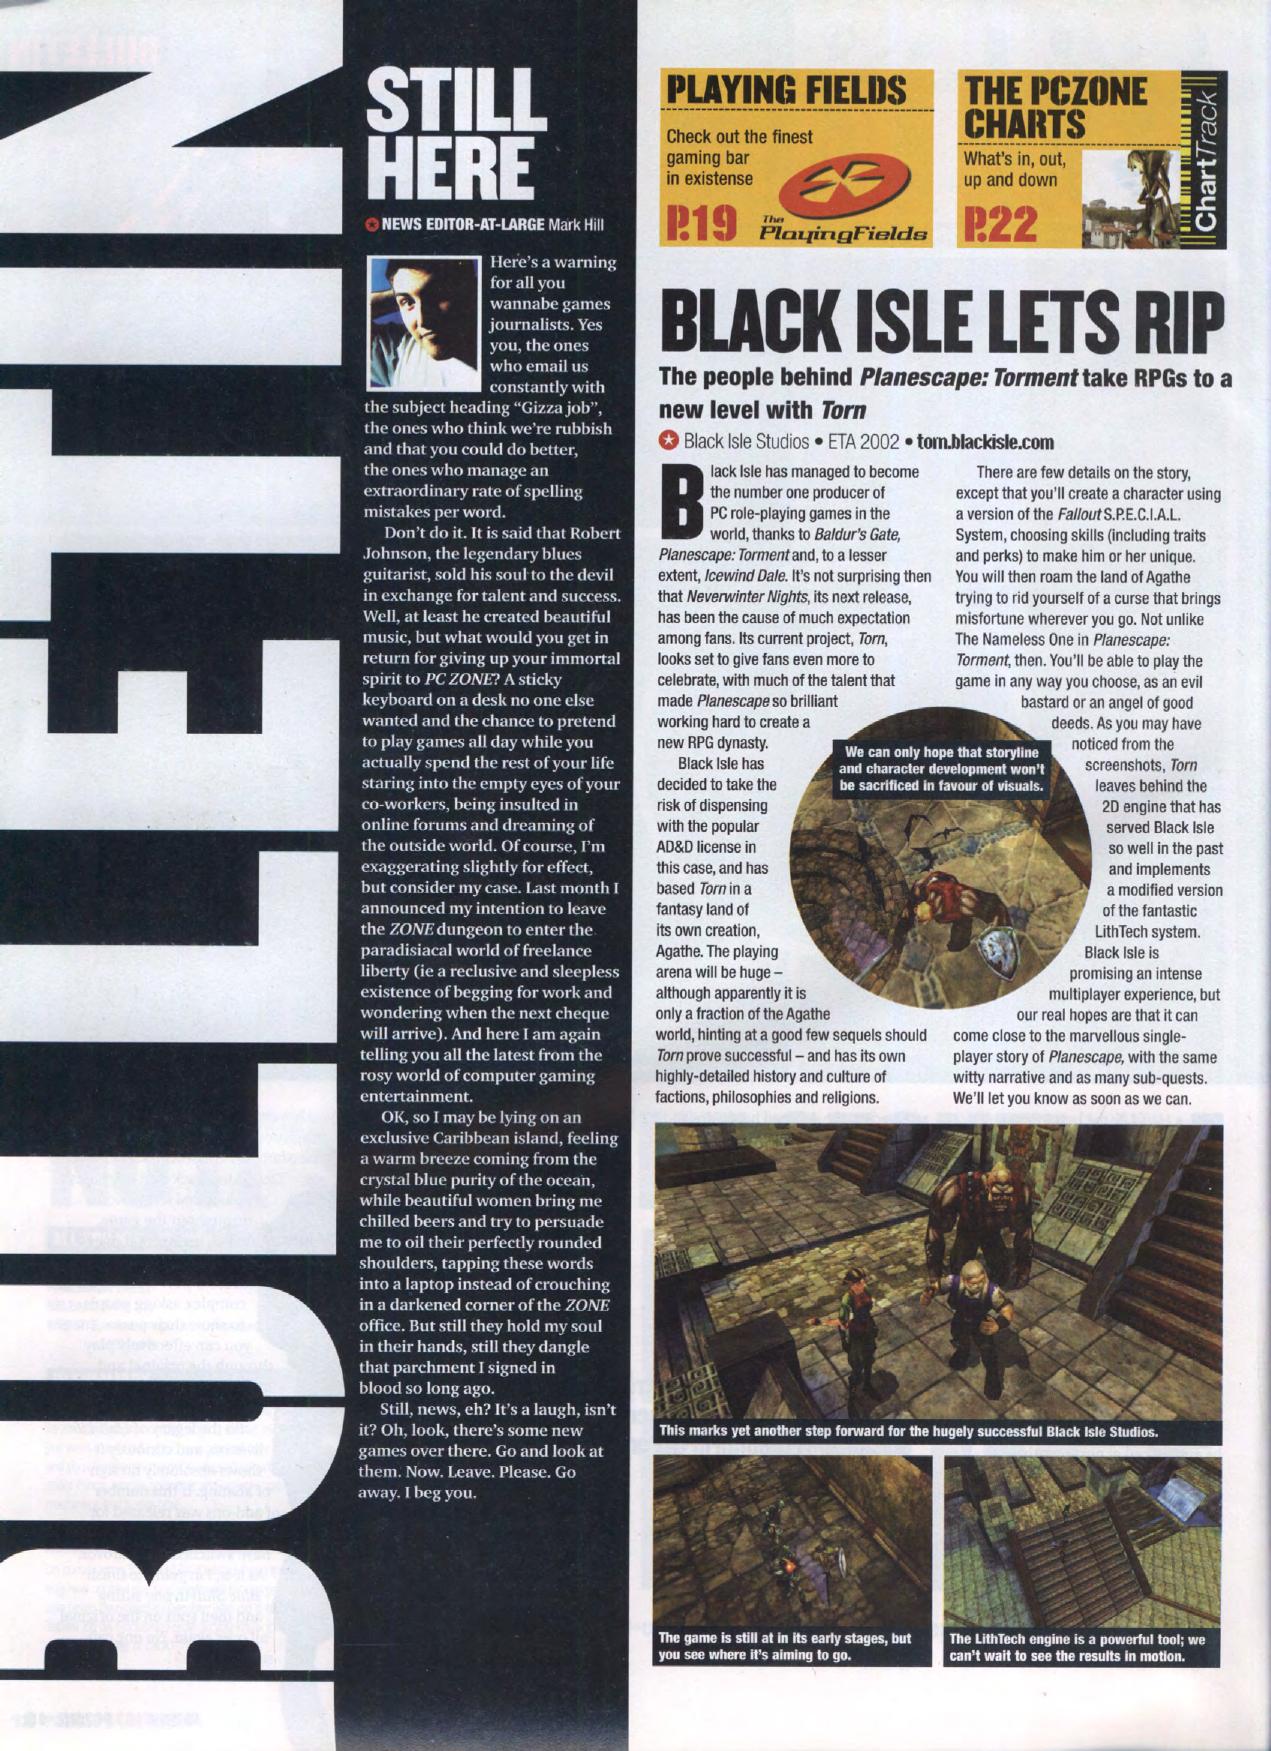 BULLETIN
STILL
HERE
NEWS EDITOR-AT-LARGE Mark Hill
Here's a warning
for all you
wannabe games
journalists. Yes
you, the ones
who email us
constantly with
the subject heading “Gizza job”,
the ones who think we're rubbish
and that you could do better,
the ones who manage an
extraordinary rate of spelling
mistakes per word.
Don't do it. It is said that Robert
Johnson, the legendary blues
guitarist, sold his soul to the devil
in exchange for talent and success.
Well, at least he created beautiful
music, but what would you get in
return for giving up your immortal
spirit to PC ZONE? A sticky
keyboard on a desk no one else
wanted and the chance to pretend
to play games all day while you
actually spend the rest of your life
staring into the empty eyes of your
co-workers, being insulted in
online forums and dreaming of
the outside world. Of course, I'm
exaggerating slightly for effect,
but consider my case. Last month I
announced my intention to leave
the ZONE dungeon to enter the
paradisiacal world of freelance
liberty (ie a reclusive and sleepless
existence of begging for work and
wondering when the next cheque
will arrive). And here I am again
telling you all the latest from the
rosy world of computer gaming
entertainment.
OK, so I may be lying on an
exclusive Caribbean island, feeling
a warm breeze coming from the
crystal blue purity of the ocean,
while beautiful women bring me
chilled beers and try to persuade
me to oil their perfectly rounded
shoulders, tapping these words
into a laptop instead of crouching
in a darkened corner of the ZONE
office. But still they hold my soul
in their hands, still they dangle
that parchment I signed in
blood so long ago.
Still, news, eh? It's a laugh, isn't
it? Oh, look, there's some new
games over there. Go and look at
them. Now. Leave. Please. Go
away. I beg you.
PLAYING FIELDS
Check out the finest
gaming bar
in existense
P.19
The
PlayingFields
THE PCZONE
CHARTS
What's in, out,
up and down
P.22
ChartTrack
BLACK ISLE LETS RIP
The people behind Planescape: Torment take RPGs to a
new level with Torn
Black Isle Studios • ETA 2002 • torn.blackisle.com
Black Isle has managed to become
the number one producer of
PC role-playing games in the
world, thanks to Baldur's Gate,
Planescape: Torment and, to a lesser
extent, Icewind Dale. It's not surprising then
that Neverwinter Nights, its next release,
has been the cause of much expectation
among fans. Its current project, Torn,
looks set to give fans even more to
celebrate, with much of the talent that
made Planescape so brilliant
working hard to create a
new RPG dynasty.
Black Isle has
decided to take the
risk of dispensing
with the popular
AD&D license in
this case, and has
based Torn in a
fantasy land of
its own creation,
Agathe. The playing
arena will be huge –
although apparently it is
only a fraction of the Agathe
world, hinting at a good few sequels should
Torn prove successful – and has its own
highly-detailed history and culture of
factions, philosophies and religions.
There are few details on the story,
except that you'll create a character using
a version of the Fallout S.P.E.C.I.A.L.
System, choosing skills (including traits
and perks) to make him or her unique.
You will then roam the land of Agathe
trying to rid yourself of a curse that brings
misfortune wherever you go. Not unlike
The Nameless One in Planescape:
Torment, then. You'll be able to play the
game in any way you choose, as an evil
bastard or an angel of good
deeds. As you may have
noticed from the
screenshots, Torn
leaves behind the
2D engine that has
served Black Isle
so well in the past
and implements
a modified version
of the fantastic
LithTech system.
Black Isle is
promising an intense
multiplayer experience, but
our real hopes are that it can
come close to the marvellous single-
player story of Planescape, with the same
witty narrative and as many sub-quests.
We'll let you know as soon as we can.
We can only hope that storyline
and character development won't
be sacrificed in favour of visuals.
This marks yet another step forward for the hugely successful Black Isle Studios.
The game is still at in its early stages, but
you see where it's aiming to go.
The LithTech engine is a powerful tool; we
can't wait to see the results in motion.